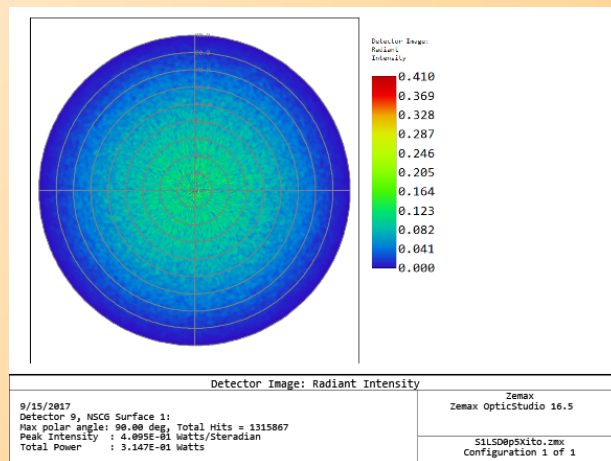 Detector Image:
Radiant
Intensity
0.410
0.369
0.328
0.287
0.246
0.205
0.164
0.123
0.082
0.041
0.000
Detector Image: Radiant Intensity
9/15/2017
Detector 9, NSCG Surface 1:
Max polar angle: 90.00 deg, Total Hits = 1315867
Peak Intensity : 4.095E-01 Watts/Steradian
Total Power : 3.147E-01 Watts
Zemax
Zemax OpticStudio 16.5
S1LSD0p5Xito.zmx
Configuration 1 of 1